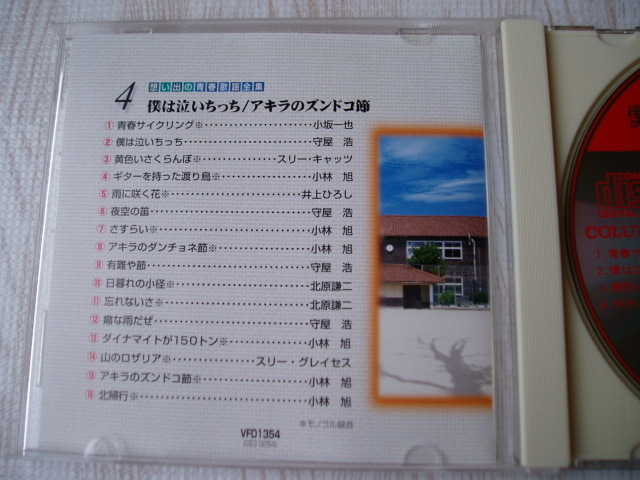 4 想い出の青春歌謡全集
僕は泣いちっち/アキラのズンドコ節
① 青春サイクリング※ 小坂一也
② 僕は泣いちっち 守屋 浩
③ 黄色いさくらんぼ※ スリー・キャッツ
④ ギターを持った渡り鳥※ 小林 旭
⑤ 雨に咲く花※ 井上ひろし
⑥ 夜空の笛※ 守屋 浩
⑦ さすらい※ 小林 旭
⑧ アキラのダンチョネ節※ 小林 旭
⑨ 有難や節※ 守屋 浩
⑩ 日暮れの小径※ 北原謙二
⑪ 忘れないさ※ 北原謙二
⑫ 癪な雨だぜ 守屋 浩
⑬ ダイナマイトが150トン※ 小林 旭
⑭ 山のロザリア※ スリー・グレイセス
⑮ アキラのズンドコ節※ 小林 旭
⑯ 北帰行※ 小林 旭
※モノラル録音
VFD1354
COLU
1. 青春
2. 僕は